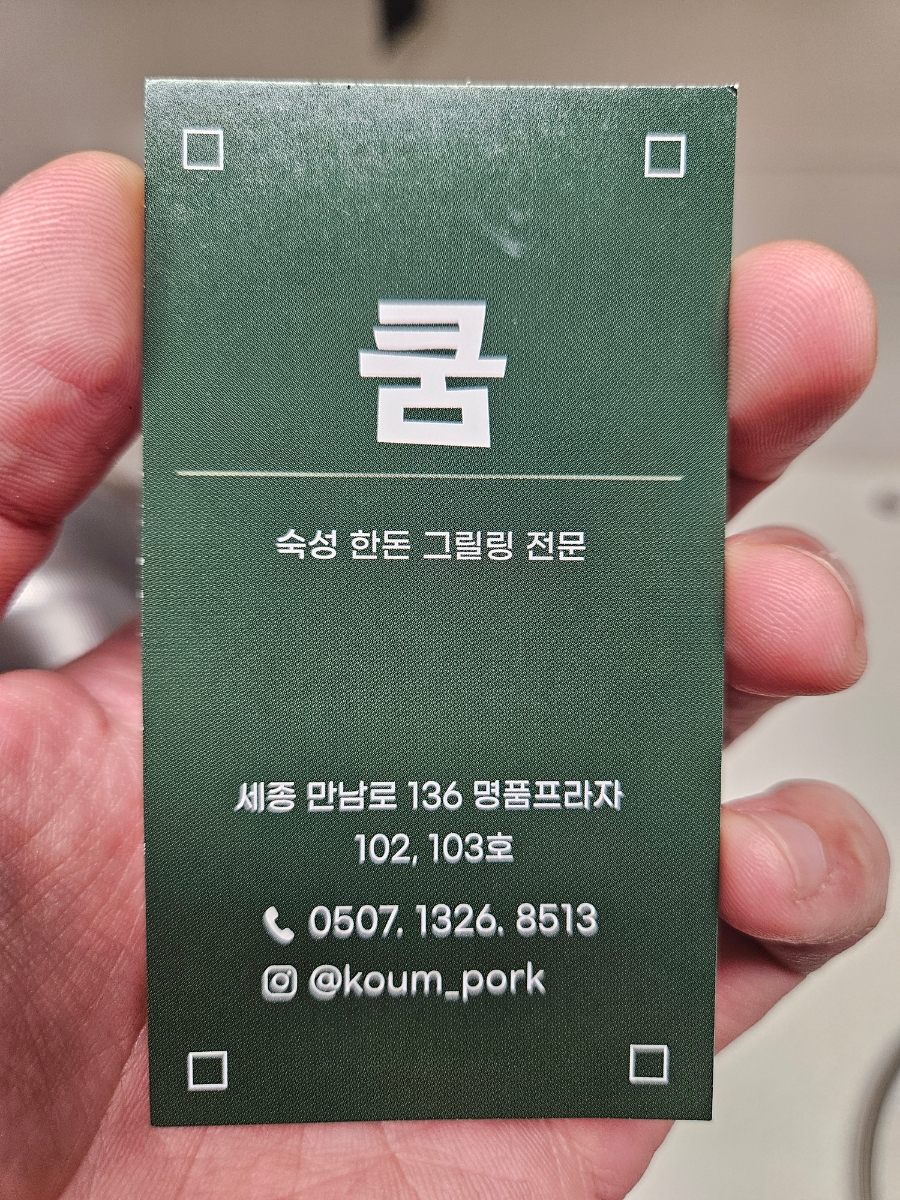 쿰
숙성 한돈 그릴링 전문
세종 만남로 136 명품프라자
102, 103호
0507. 1326. 8513
@koum_pork